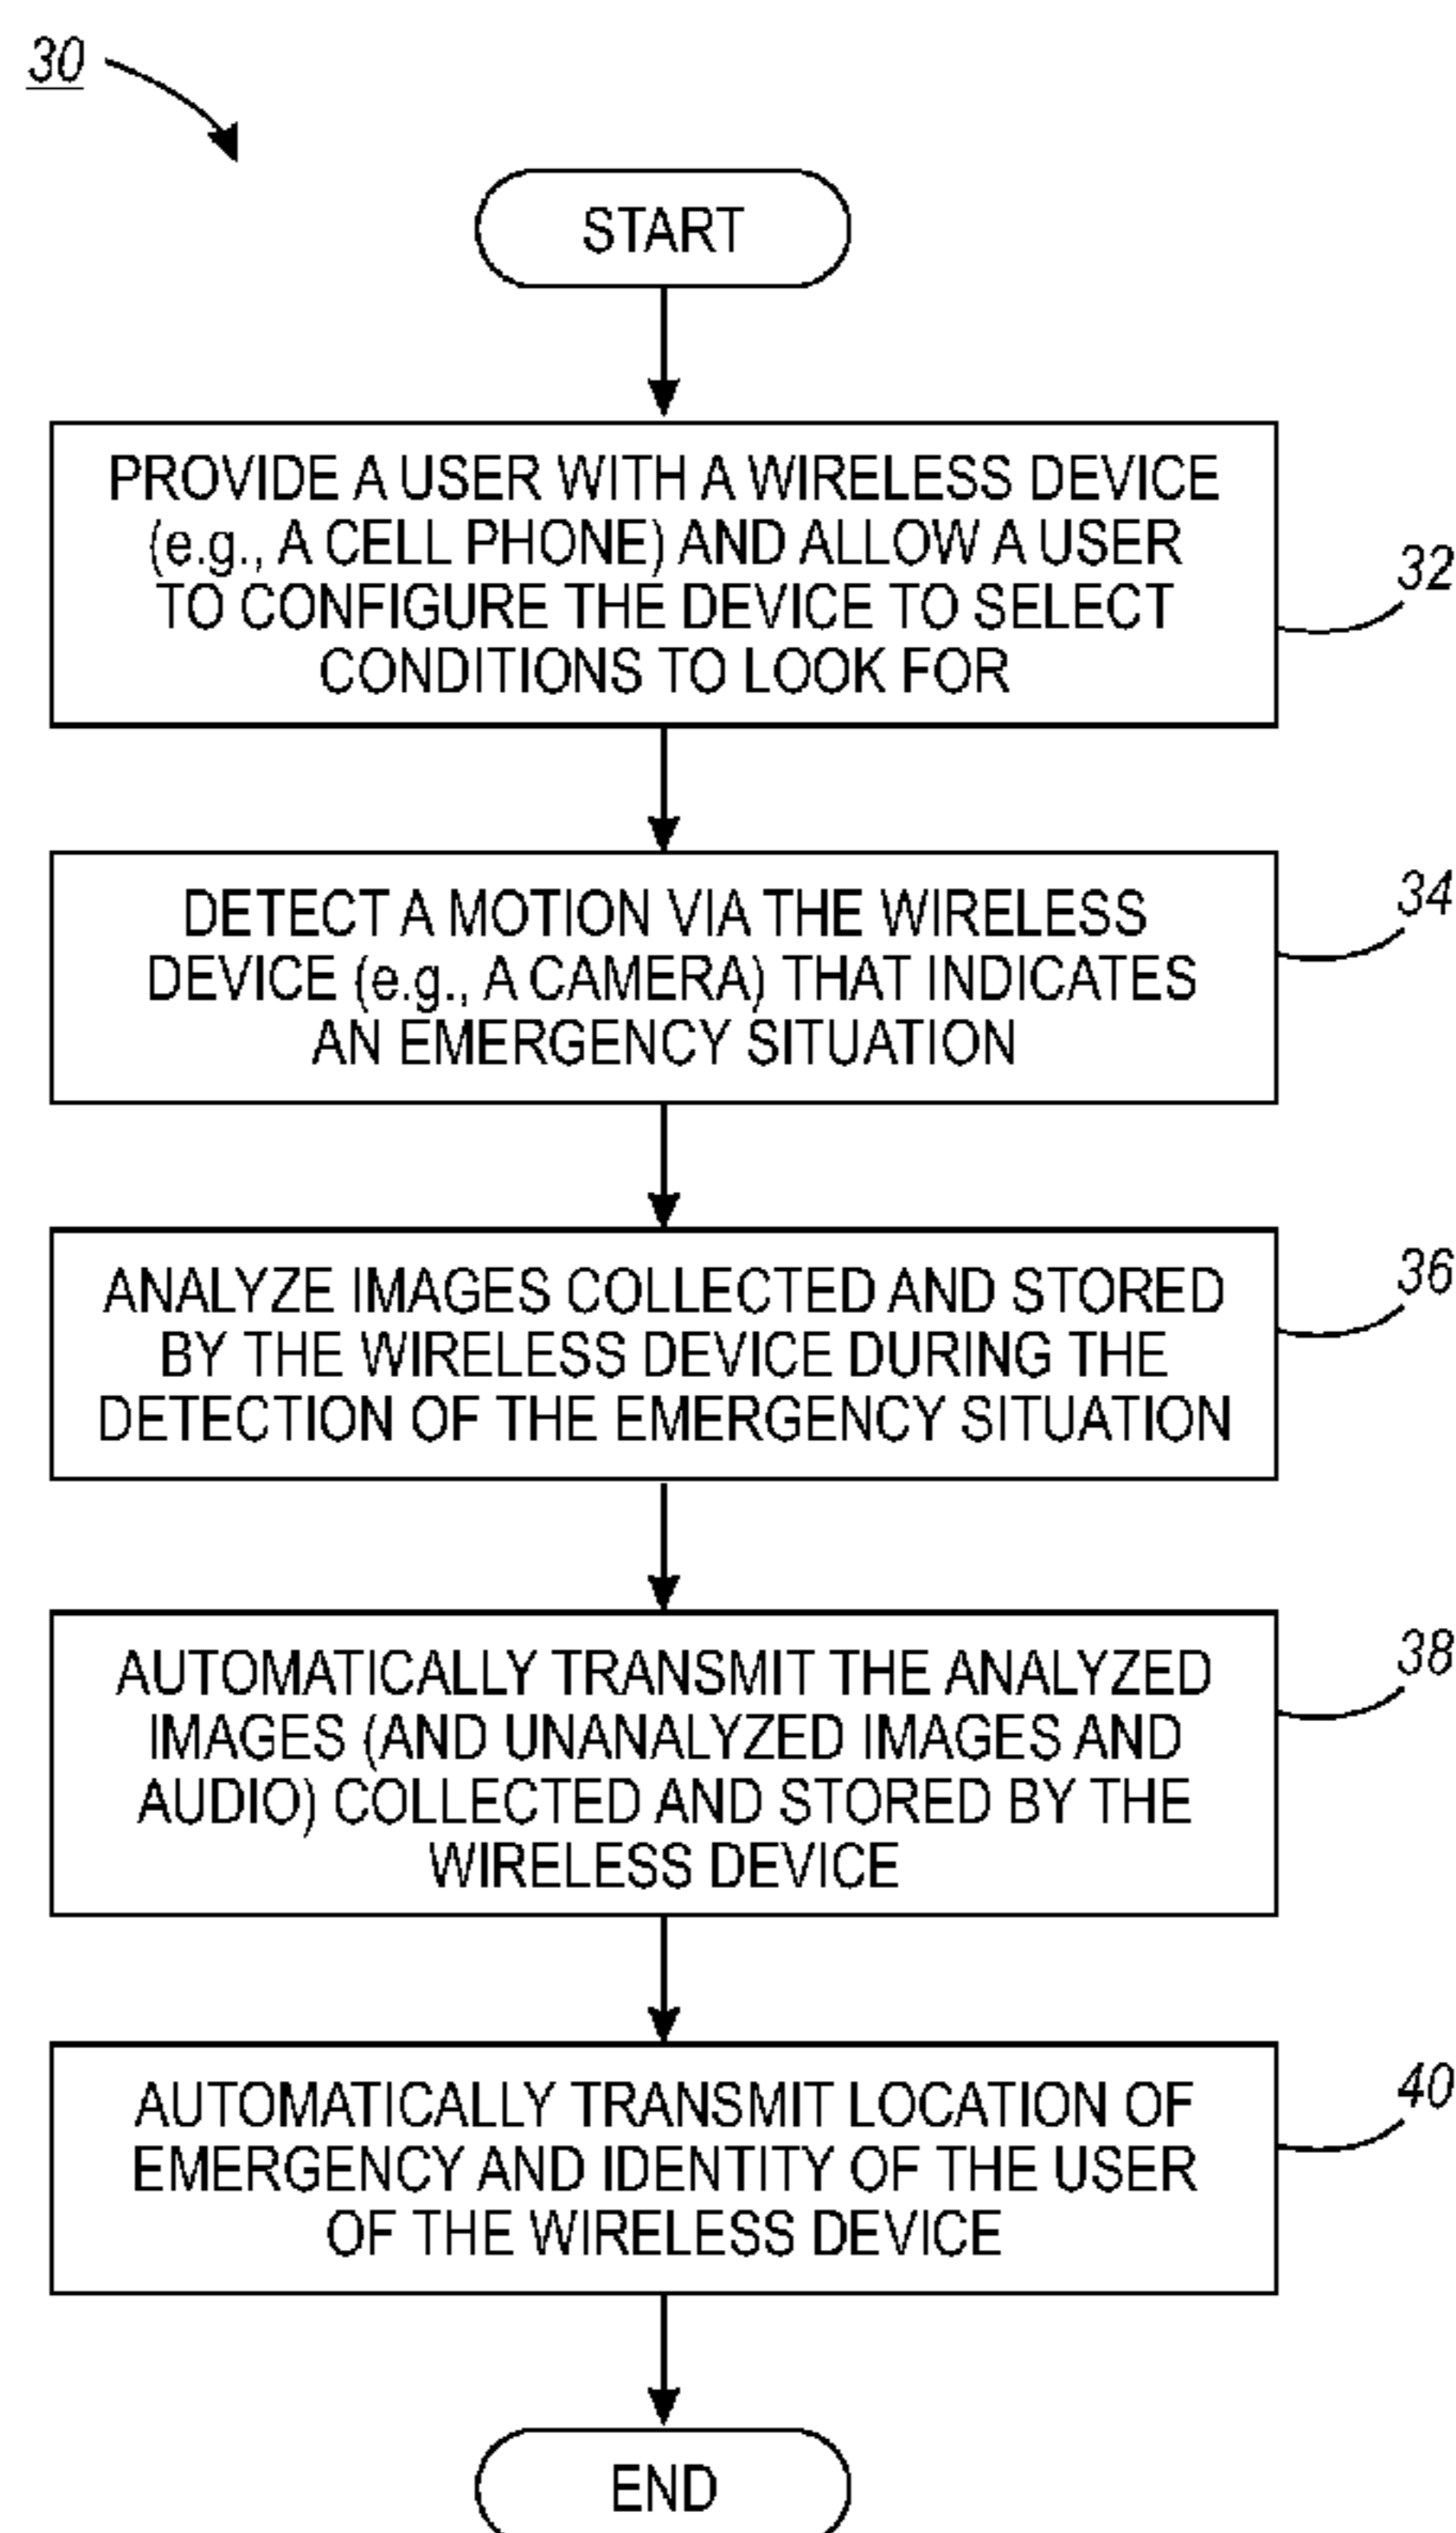 30
START
PROVIDE A USER WITH A WIRELESS DEVICE
(e.g., A CELL PHONE) AND ALLOW A USER
TO CONFIGURE THE DEVICE TO SELECT
CONDITIONS TO LOOK FOR
32
DETECT A MOTION VIA THE WIRELESS
DEVICE (e.g., A CAMERA) THAT INDICATES
AN EMERGENCY SITUATION
34
ANALYZE IMAGES COLLECTED AND STORED
BY THE WIRELESS DEVICE DURING THE
DETECTION OF THE EMERGENCY SITUATION
36
AUTOMATICALLY TRANSMIT THE ANALYZED
IMAGES (AND UNANALYZED IMAGES AND
AUDIO) COLLECTED AND STORED BY THE
WIRELESS DEVICE
38
AUTOMATICALLY TRANSMIT LOCATION OF
EMERGENCY AND IDENTITY OF THE USER
OF THE WIRELESS DEVICE
40
END